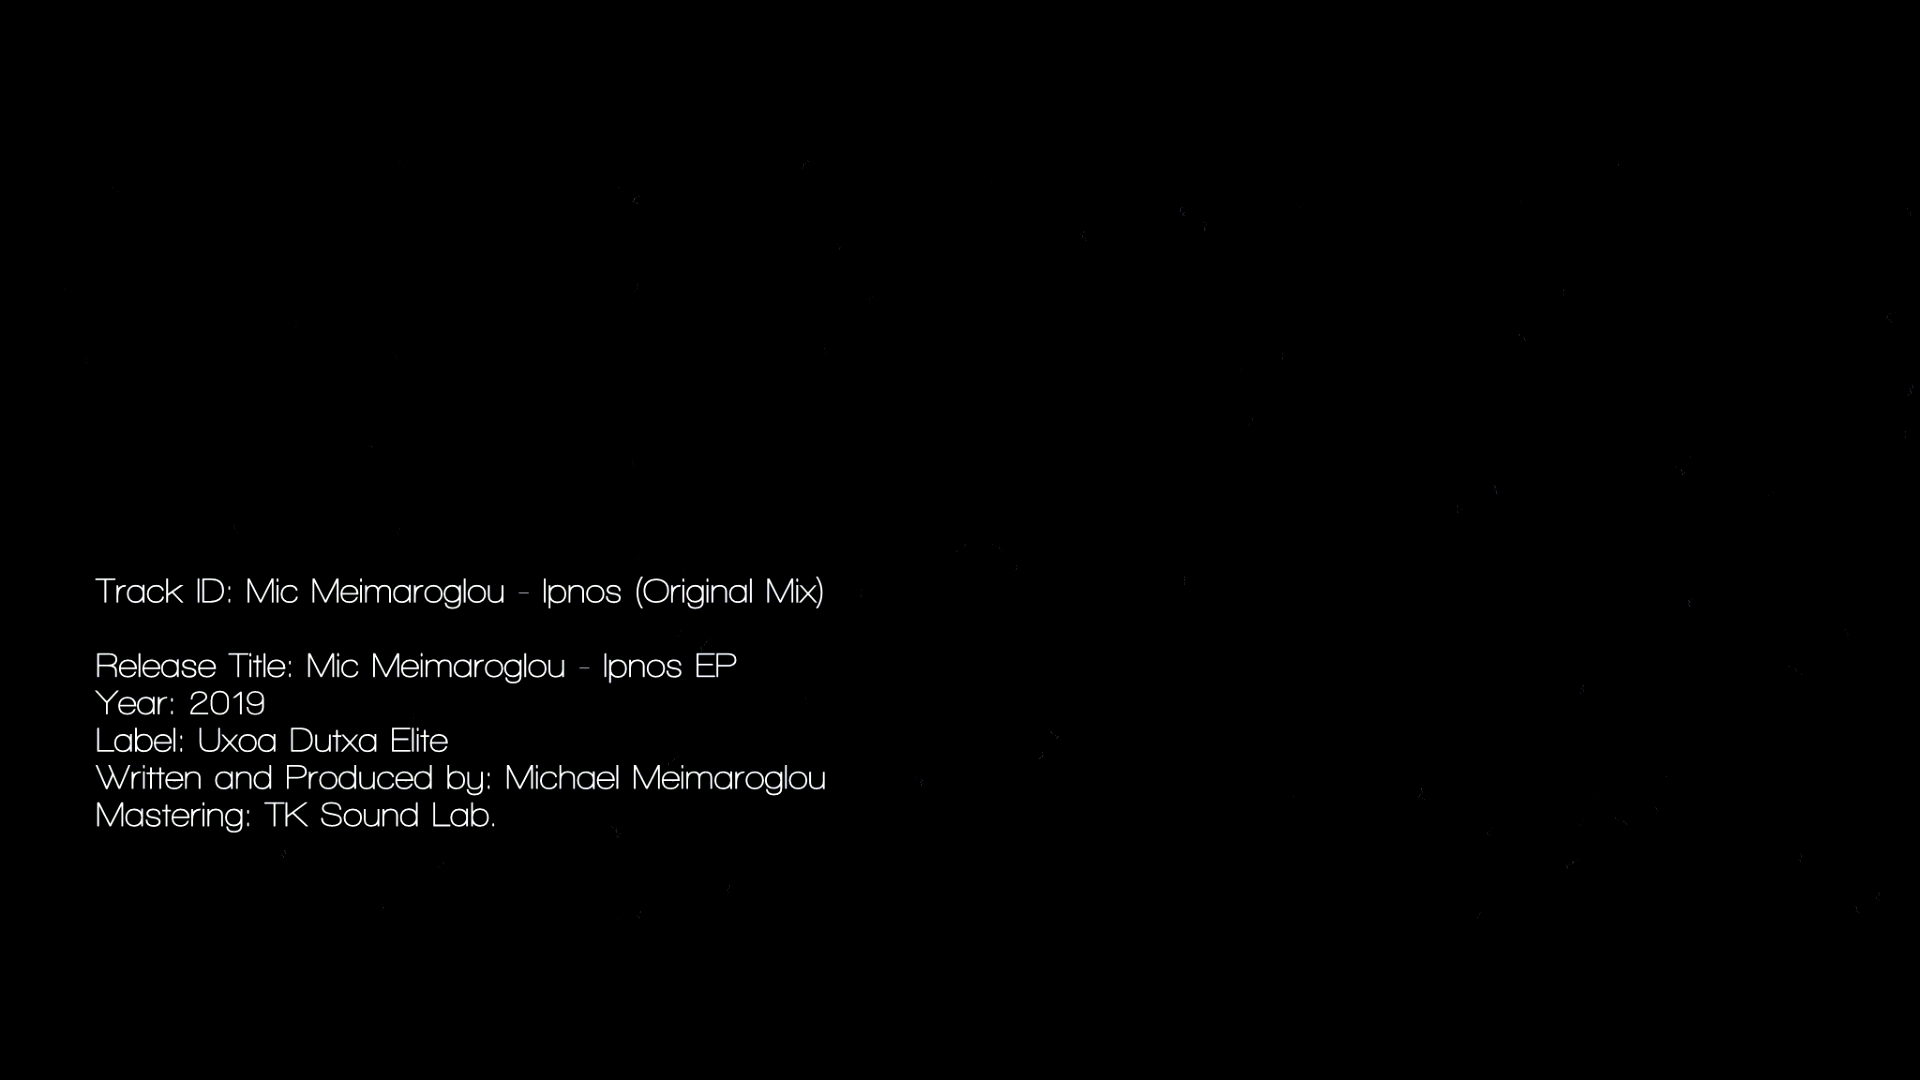 Track ID: Mic Meimaroglou - Ipnos (Original Mix)
Release Title: Mic Meimaroglou - Ipnos EP
Year: 2019
Label: Uxoa Dutxa Elite
Written and Produced by: Michael Meimaroglou
Mastering: TK Sound Lab.